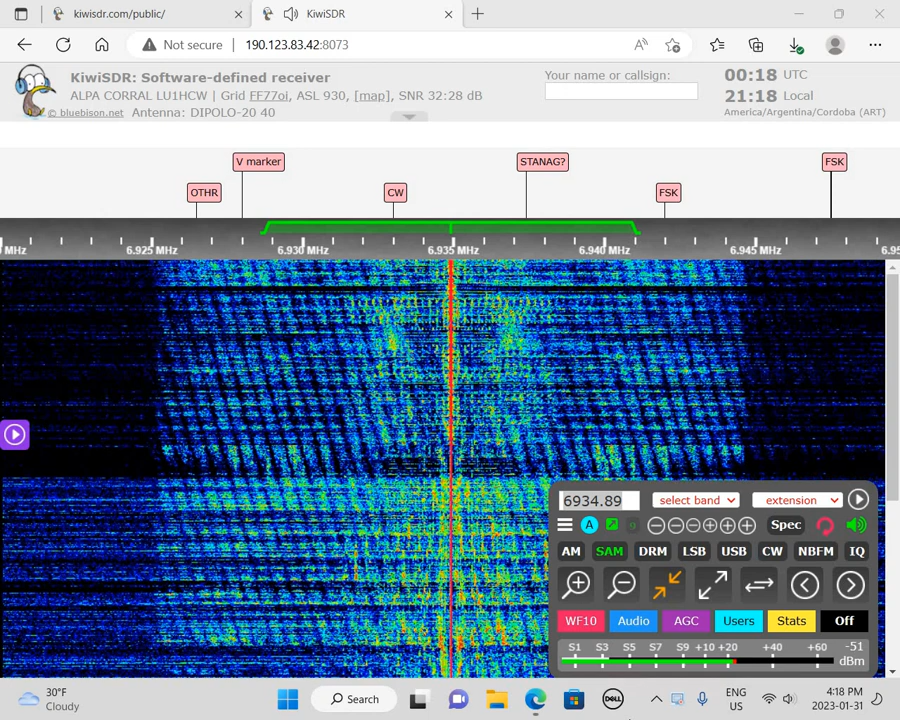 kiwisdr.com/public/
KiwiSDR
Not secure
190.123.83.42:8073
KiwiSDR: Software-defined receiver
ALPA CORRAL LU1HCW | Grid FF77oi, ASL 930, [map], SNR 32:28 dB
© bluebison.net Antenna: DIPOLO-20 40
Your name or callsign:
00:18 UTC
21:18 Local
America/Argentina/Cordoba (ART)
V marker
STANAG?
FSK
OTHR
CW
FSK
MHz
6.925 MHz
6.930 MHz
6.935 MHz
6.940 MHz
6.945 MHz
6.95
6934.89
select band
extension
A
Spec
AM
SAM
DRM
LSB
USB
CW
NBFM
IQ
WF10
Audio
AGC
Users
Stats
Off
S1 S3 S5 S7 S9 +10 +20 +40 +60
-51
dBm
30°F
Cloudy
Search
DELL
ENG
US
4:18 PM
2023-01-31